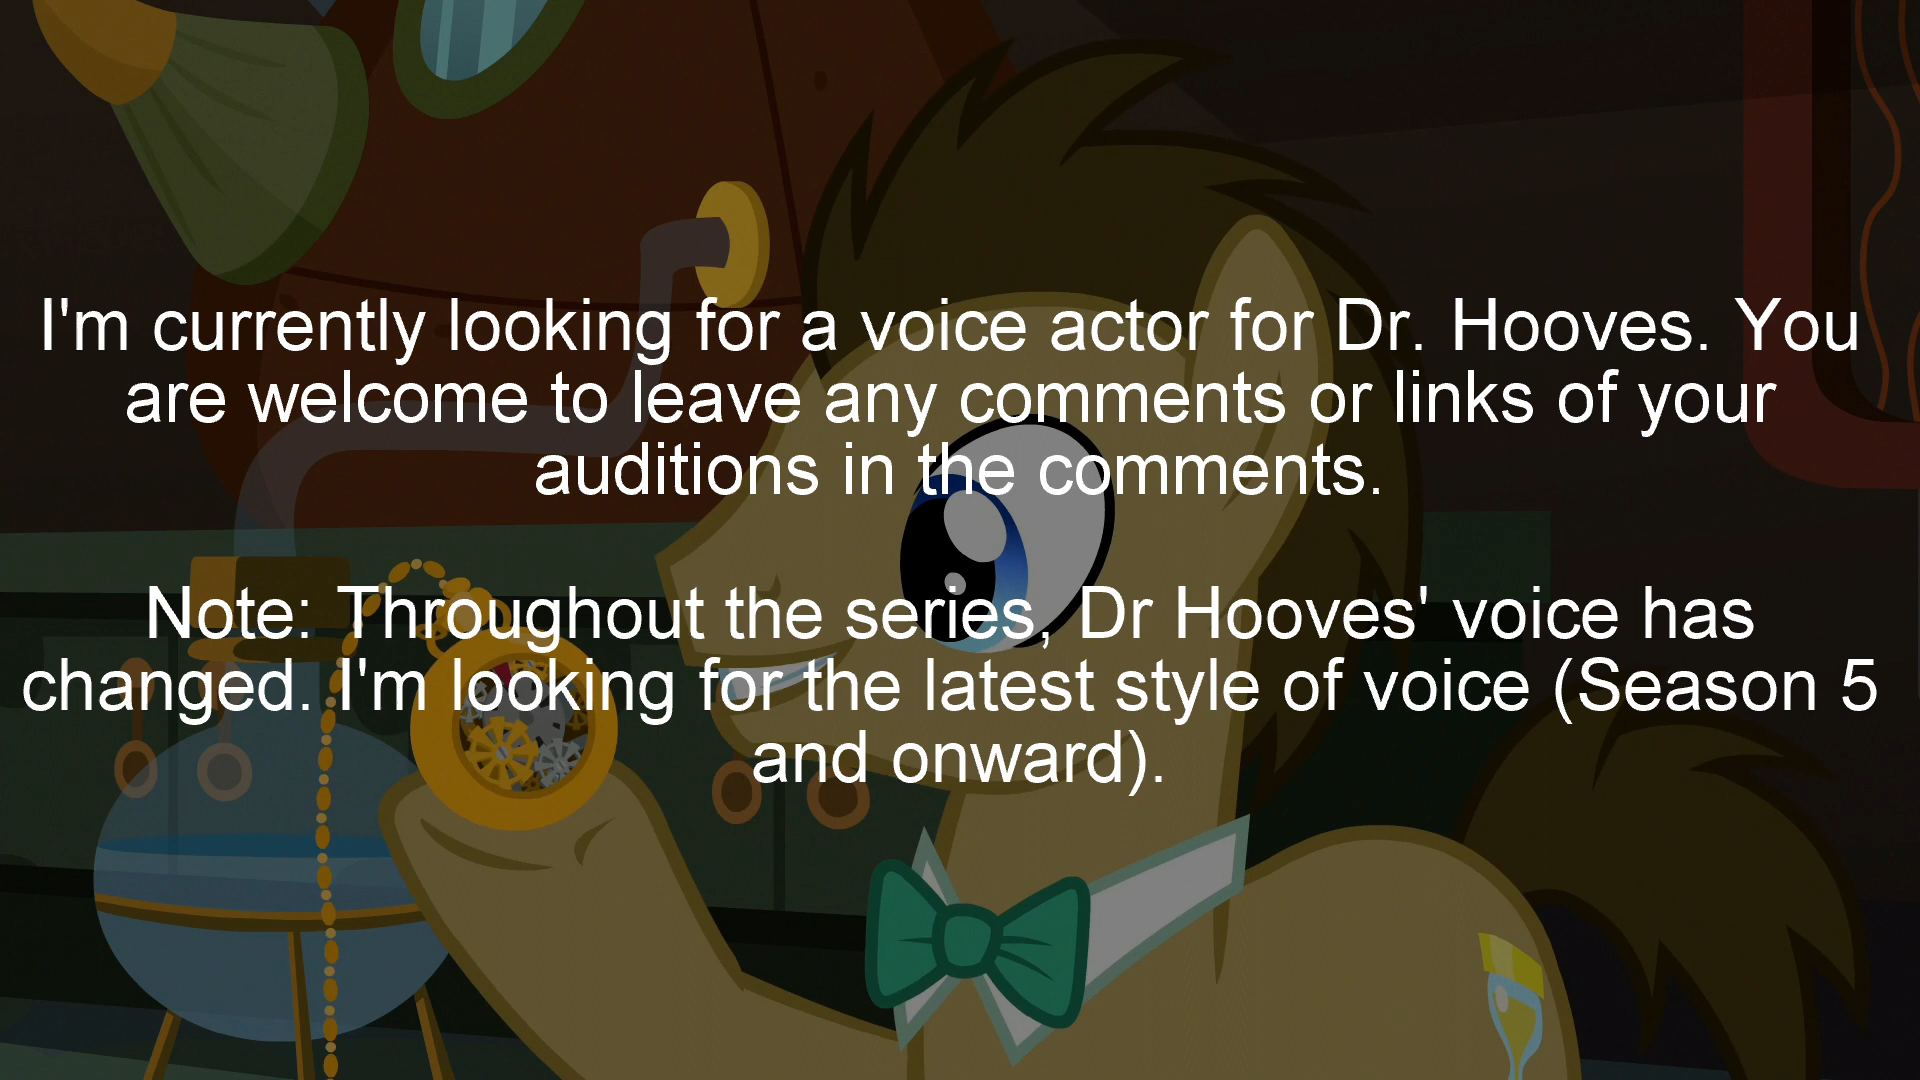 I'm currently looking for a voice actor for Dr. Hooves. You
are welcome to leave any comments or links of your
auditions in the comments.
Note: Throughout the series, Dr Hooves' voice has
changed. I'm looking for the latest style of voice (Season 5
and onward).